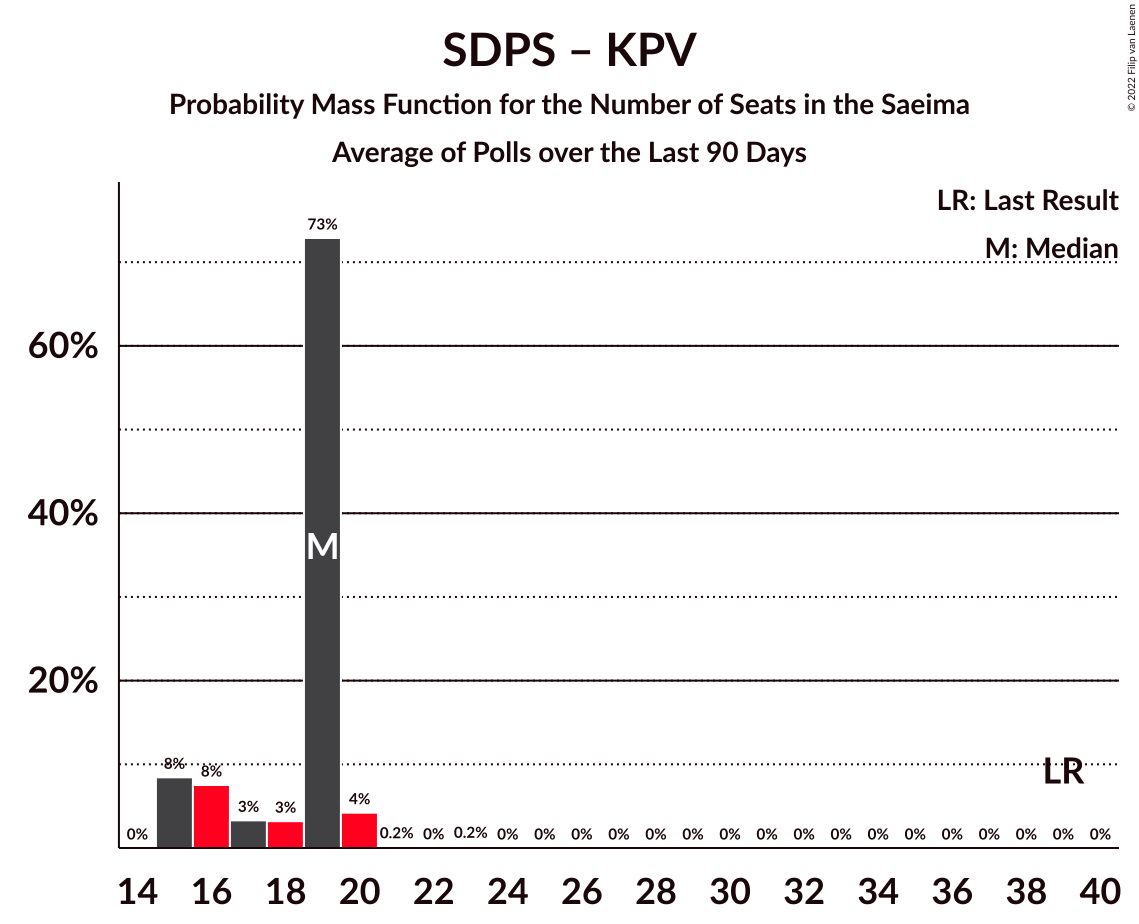 SDPS – KPV
Probability Mass Function for the Number of Seats in the Saeima
Average of Polls over the Last 90 Days
© 2022 Filip van Laenen
LR: Last Result
M: Median
60%
40%
20%
0% 8% 8% 3% 3% 73% 4% 0.2% 0% 0.2% 0% 0% 0% 0% 0% 0% 0% 0% 0% 0% 0% 0% 0% 0% 0% 0% 0%
M
LR
14 16 18 20 22 24 26 28 30 32 34 36 38 40